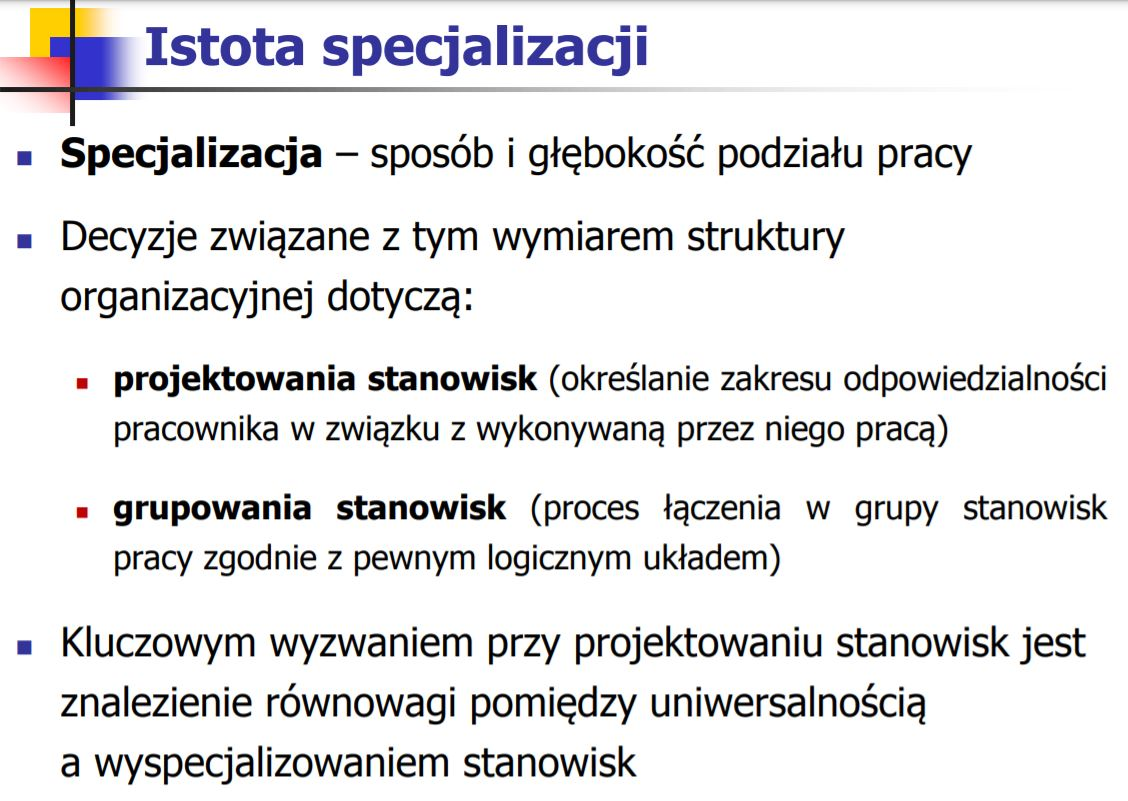 Istota specjalizacji
Specjalizacja – sposób i głębokość podziału pracy
Decyzje związane z tym wymiarem struktury
organizacyjnej dotyczą:
projektowania stanowisk (określanie zakresu odpowiedzialności
pracownika w związku z wykonywaną przez niego pracą)
grupowania stanowisk (proces łączenia w grupy stanowisk
pracy zgodnie z pewnym logicznym układem)
Kluczowym wyzwaniem przy projektowaniu stanowisk jest
znalezienie równowagi pomiędzy uniwersalnością
a wyspecjalizowaniem stanowisk